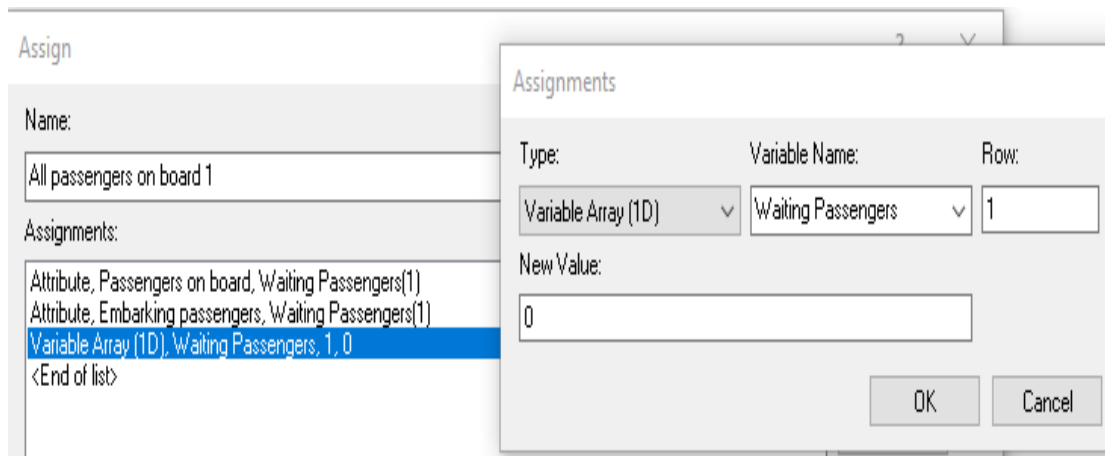 Assign
?
Name:
All passengers on board 1
Assignments:
Attribute, Passengers on board, Waiting Passengers(1)
Attribute, Embarking passengers, Waiting Passengers(1)
Variable Array (1D), Waiting Passengers, 1, 0
<End of list>
Assignments
Type: Variable Name: Row:
Variable Array (1D) Waiting Passengers 1
New Value:
0
OK Cancel